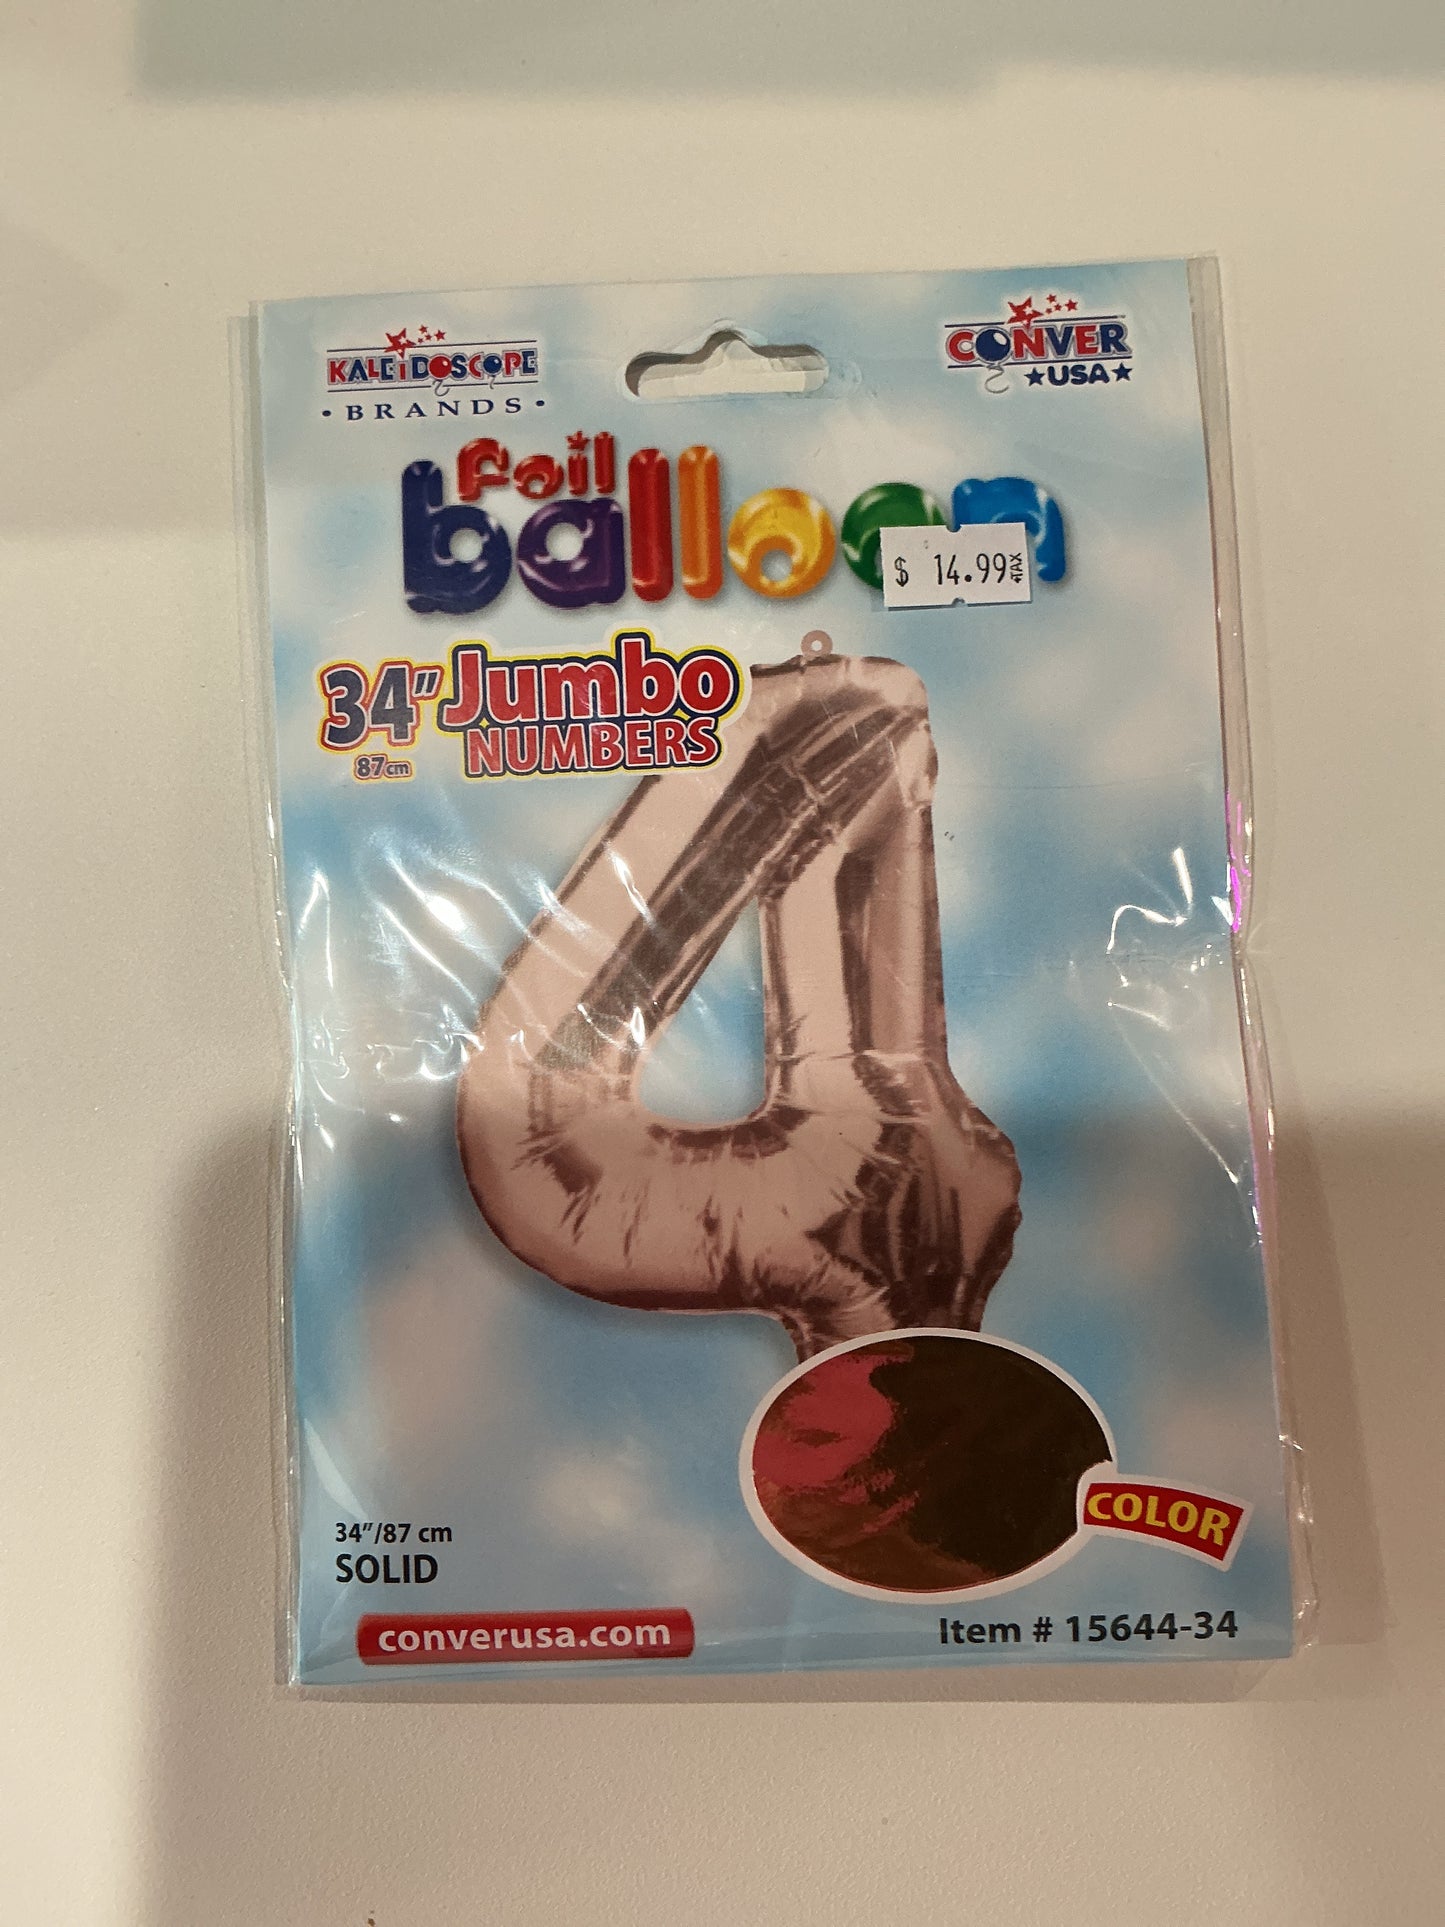 KALEIDOSCOPE
• BRANDS •
CONVER
★USA★
foil
balloon
$ 14.99 +TAX
34" Jumbo
87cm NUMBERS
34"/87 cm
SOLID
COLOR
converusa.com
Item # 15644-34